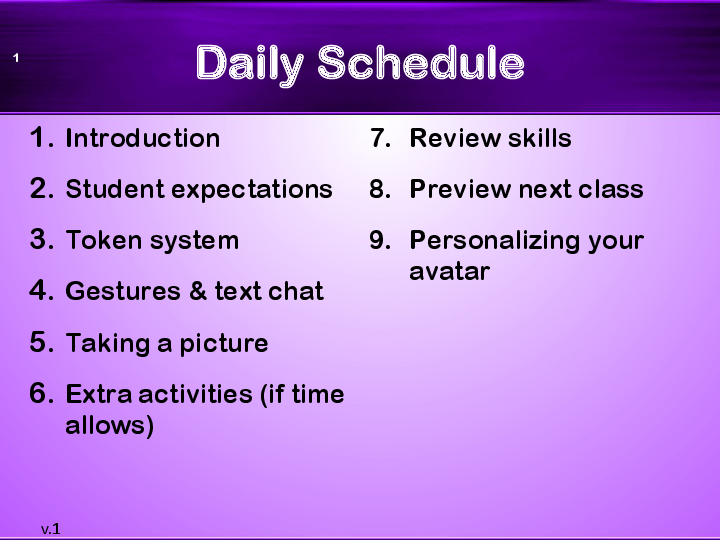 1
Daily Schedule
1. Introduction
2. Student expectations
3. Token system
4. Gestures & text chat
5. Taking a picture
6. Extra activities (if time
allows)
7. Review skills
8. Preview next class
9. Personalizing your
avatar
v.1